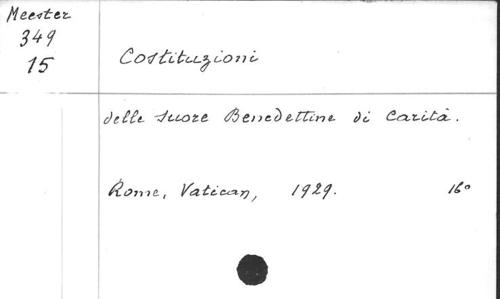 Meester
349
15
Costituzioni
delle suore Benedettine di Carità.
Rome, Vatican, 1929. 16°